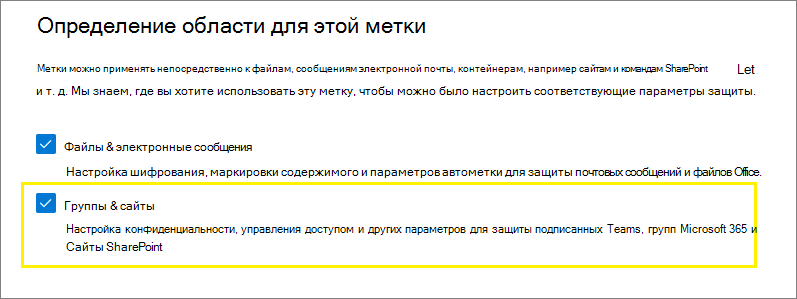 Определение области для этой метки
Метки можно применять непосредственно к файлам, сообщениям электронной почты, контейнерам, например сайтам и командам SharePoint Let
и т. д. Мы знаем, где вы хотите использовать эту метку, чтобы можно было настроить соответствующие параметры защиты.
Файлы & электронные сообщения
Настройка шифрования, маркировки содержимого и параметров автометки для защиты почтовых сообщений и файлов Office.
Группы & сайты
Настройка конфиденциальности, управления доступом и других параметров для защиты подписанных Teams, групп Microsoft 365 и
Сайты SharePoint